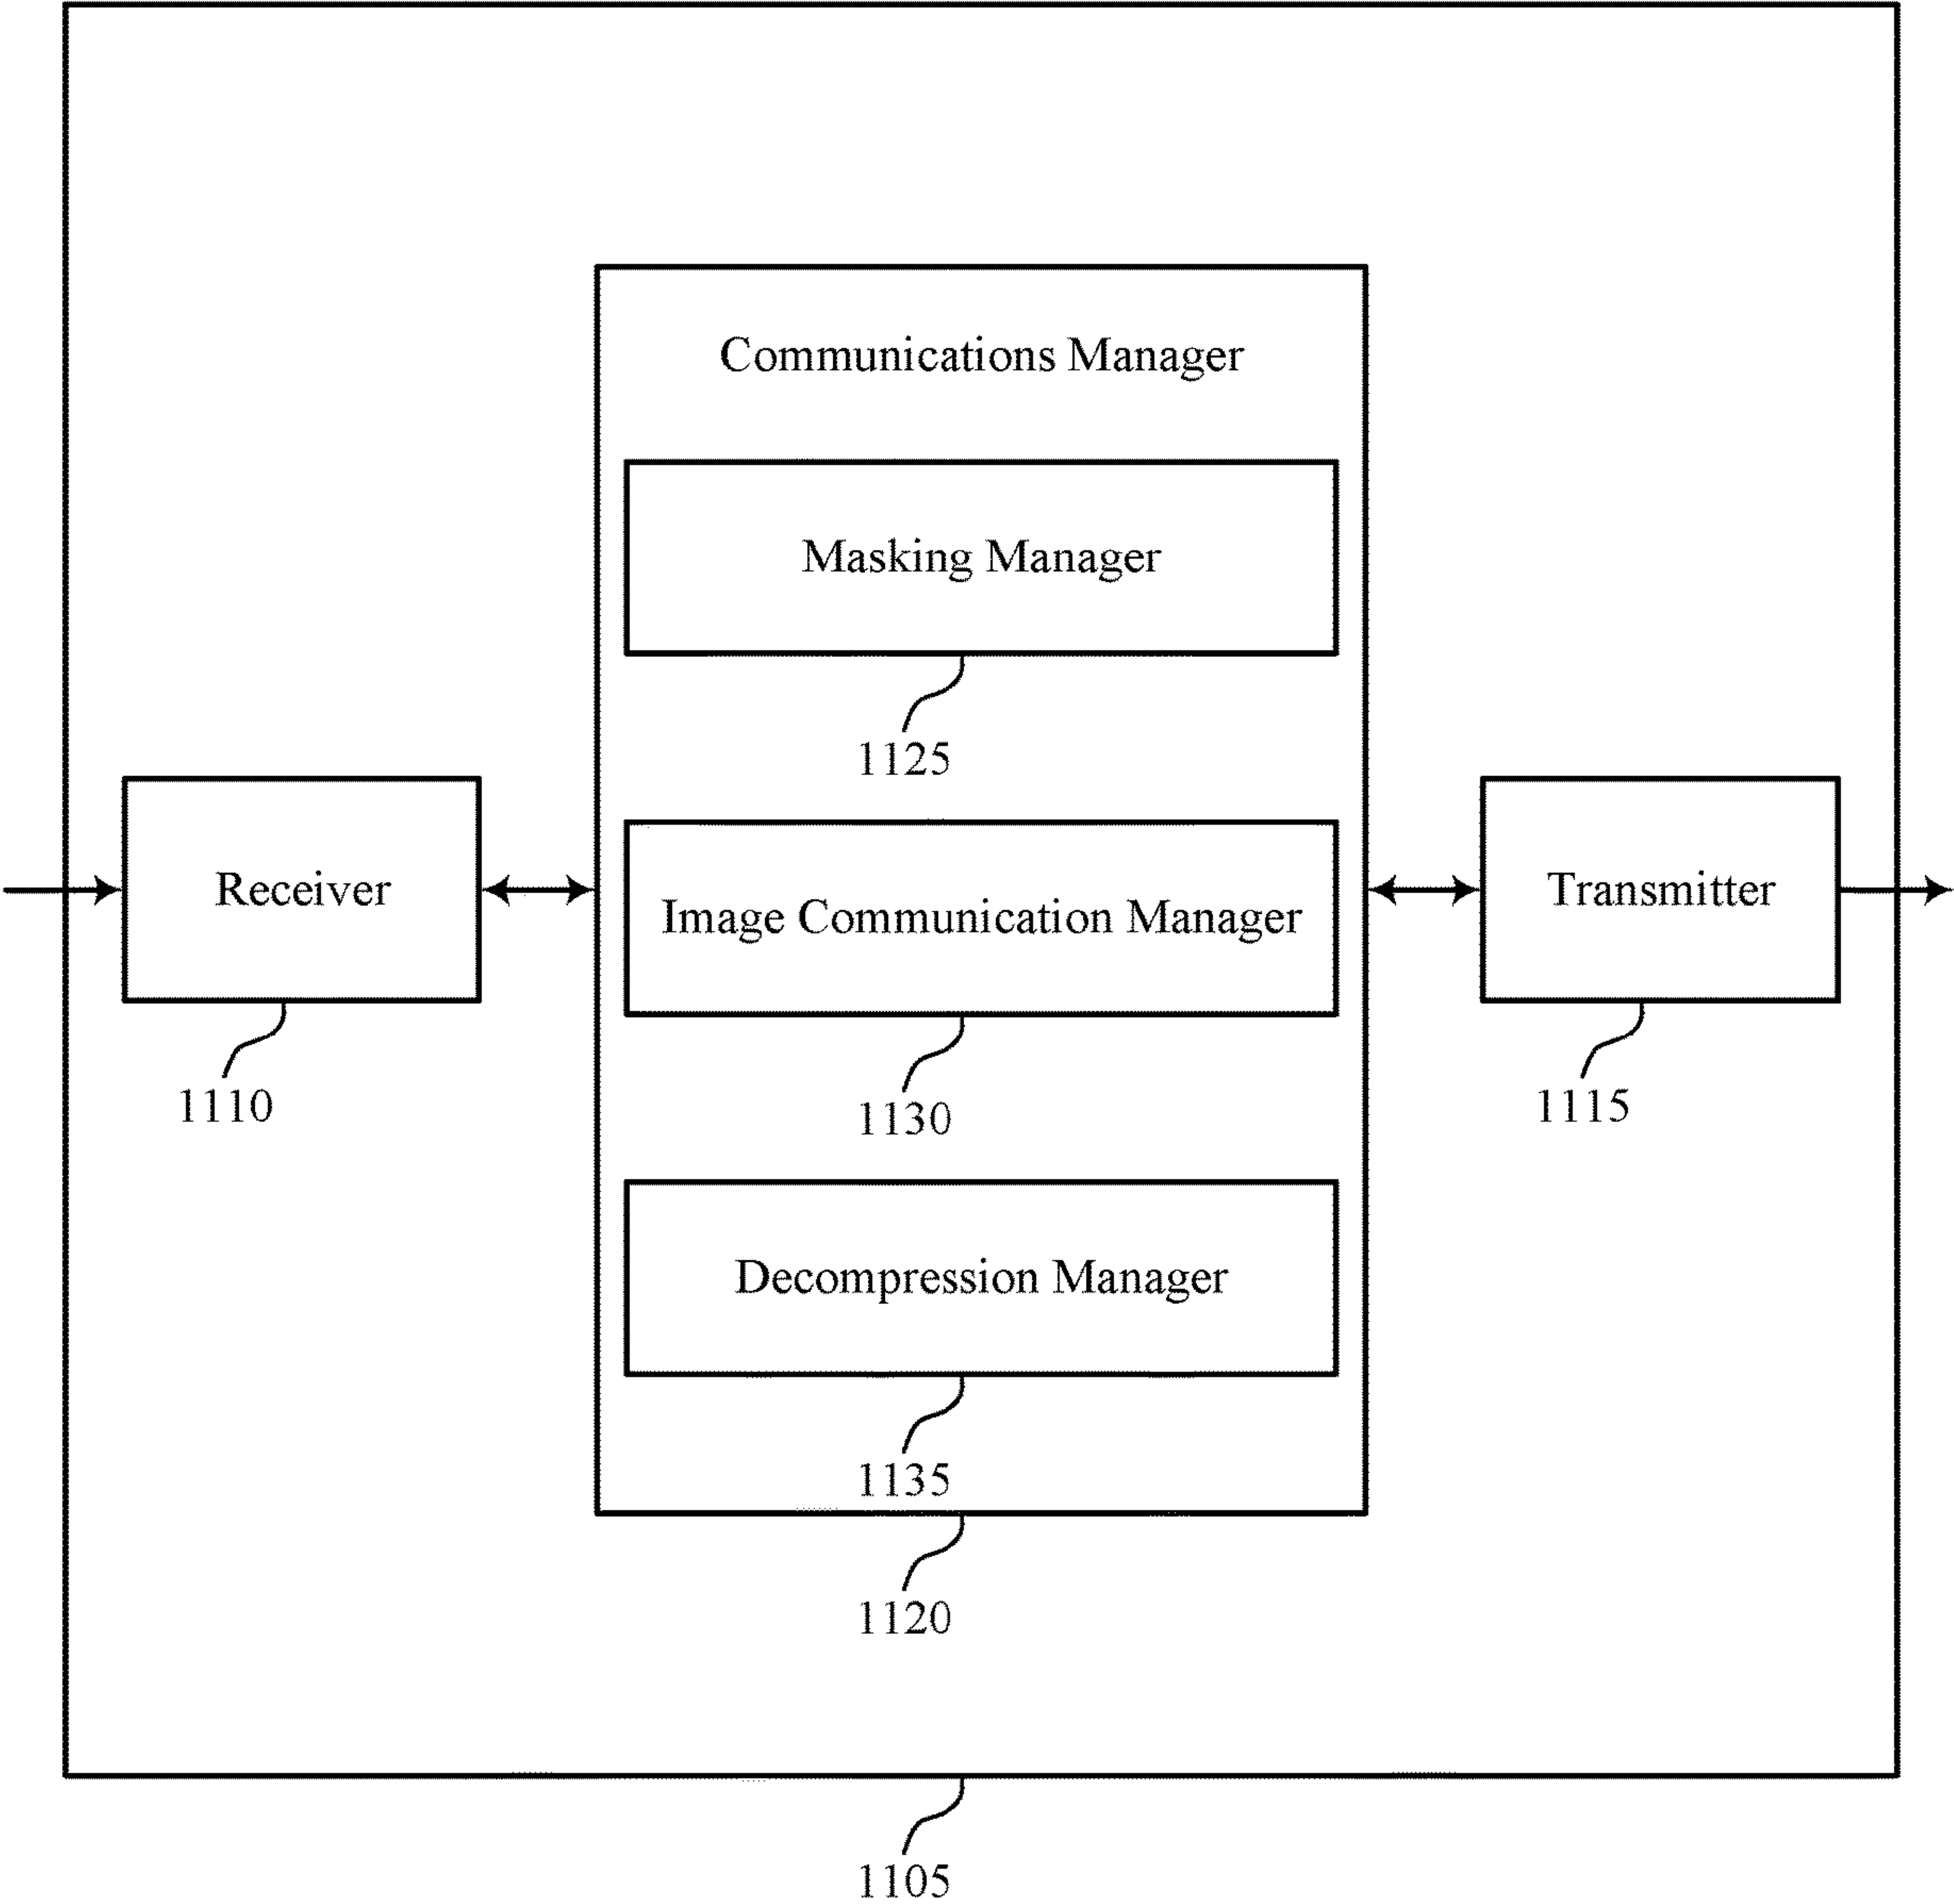 Communications Manager
Masking Manager
1125
Receiver
1110
Image Communication Manager
1130
Transmitter
1115
Decompression Manager
1135
1120
1105